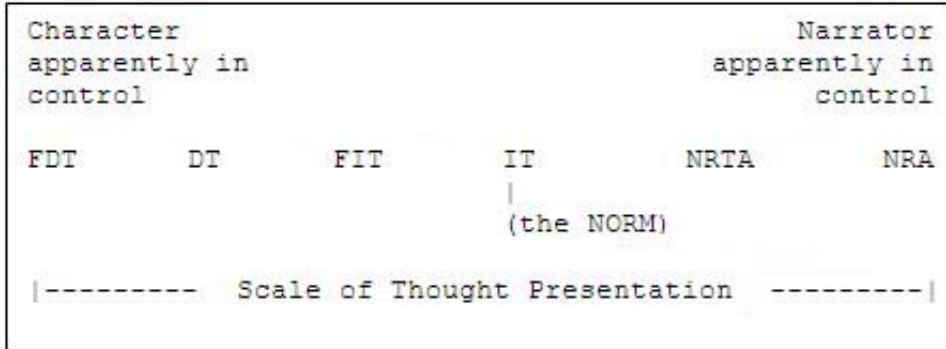 Character Narrator
apparently in apparently in
control control
FDT DT FIT IT NRTA NRA
|
(the NORM)
|--------- Scale of Thought Presentation ---------|